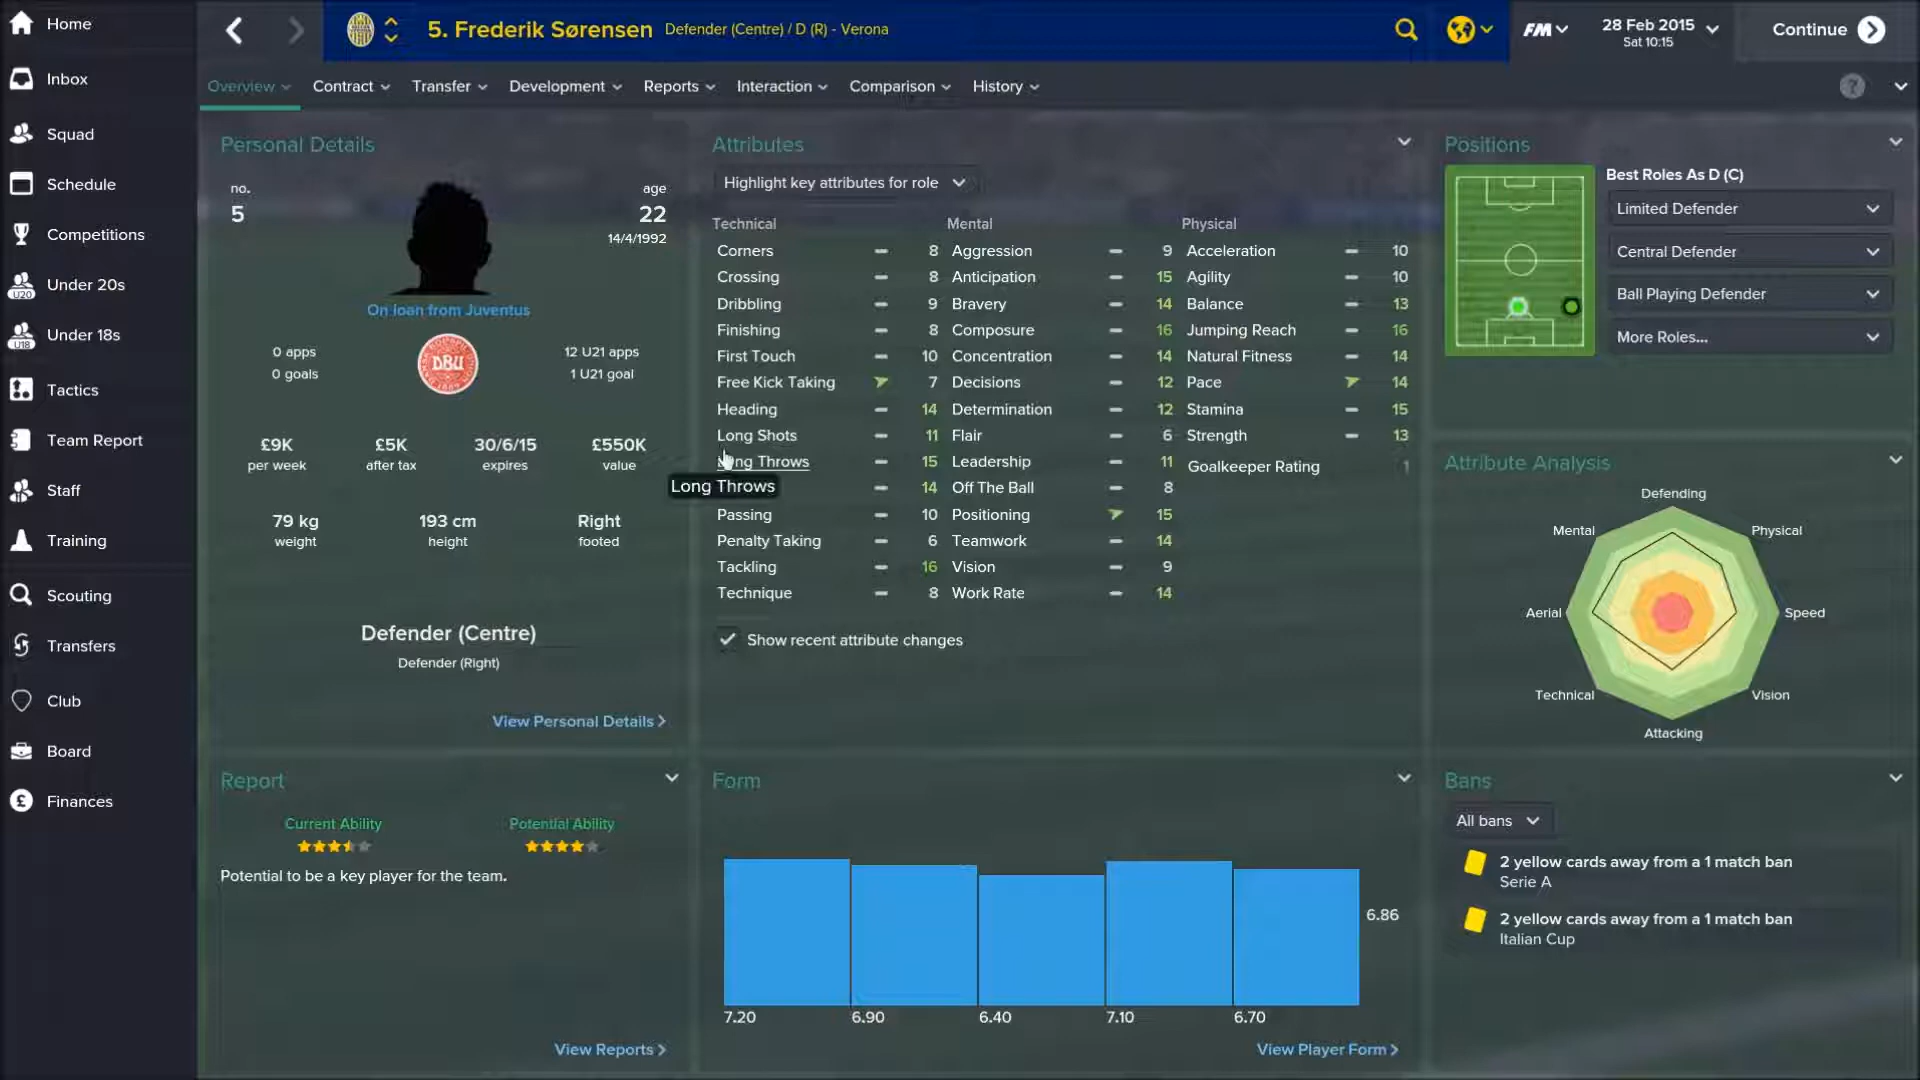 Home
Inbox
Squad
Schedule
Competitions
Under 20s
U20
Under 18s
U18
Tactics
Team Report
Staff
Training
Scouting
Transfers
Club
Board
Finances
5. Frederik Sørensen Defender (Centre) / D (R) - Verona
FM
28 Feb 2015
Sat 10:15
Continue
Overview Contract Transfer Development Reports Interaction Comparison History
?
Personal Details
no.
5
age
22
14/4/1992
On loan from Juventus
0 apps
0 goals
DBU
12 U21 apps
1 U21 goal
£9K £5K 30/6/15 £550K
per week after tax expires value
79 kg 193 cm Right
weight height footed
Defender (Centre)
Defender (Right)
View Personal Details >
Attributes
Highlight key attributes for role
Technical Mental Physical
Corners 8 Aggression 9 Acceleration 10
Crossing 8 Anticipation 15 Agility 10
Dribbling 9 Bravery 14 Balance 13
Finishing 8 Composure 16 Jumping Reach 16
First Touch 10 Concentration 14 Natural Fitness 14
Free Kick Taking 7 Decisions 12 Pace 14
Heading 14 Determination 12 Stamina 15
Long Shots 11 Flair 6 Strength 13
Long Throws 15 Leadership 11 Goalkeeper Rating 1
Long Throws 14 Off The Ball 8
Passing 10 Positioning 15
Penalty Taking 6 Teamwork 14
Tackling 16 Vision 9
Technique 8 Work Rate 14
Show recent attribute changes
Positions
Best Roles As D (C)
Limited Defender
Central Defender
Ball Playing Defender
More Roles...
Attribute Analysis
Defending
Mental Physical
Aerial Speed
Technical Vision
Attacking
Report
Current Ability Potential Ability
Potential to be a key player for the team.
View Reports >
Form
6.86
7.20 6.90 6.40 7.10 6.70
View Player Form >
Bans
All bans
2 yellow cards away from a 1 match ban
Serie A
2 yellow cards away from a 1 match ban
Italian Cup